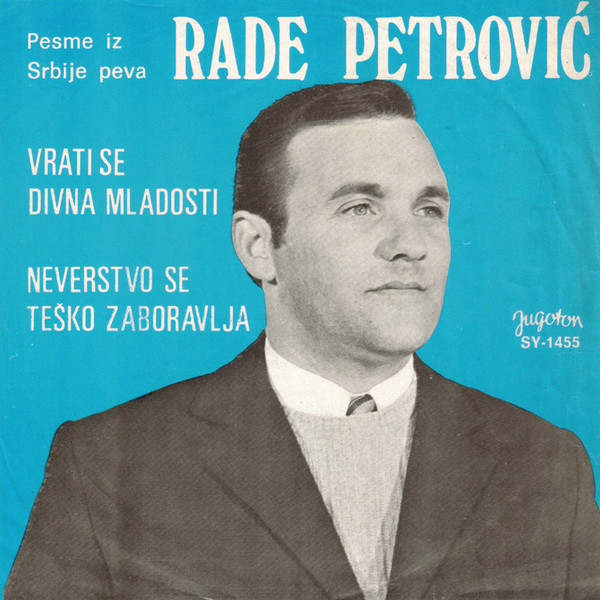 Pesme iz
Srbije peva
RADE PETROVIĆ
VRATI SE
DIVNA MLADOSTI
NEVERSTVO SE
TEŠKO ZABORAVLJA
Jugoton
SY-1455